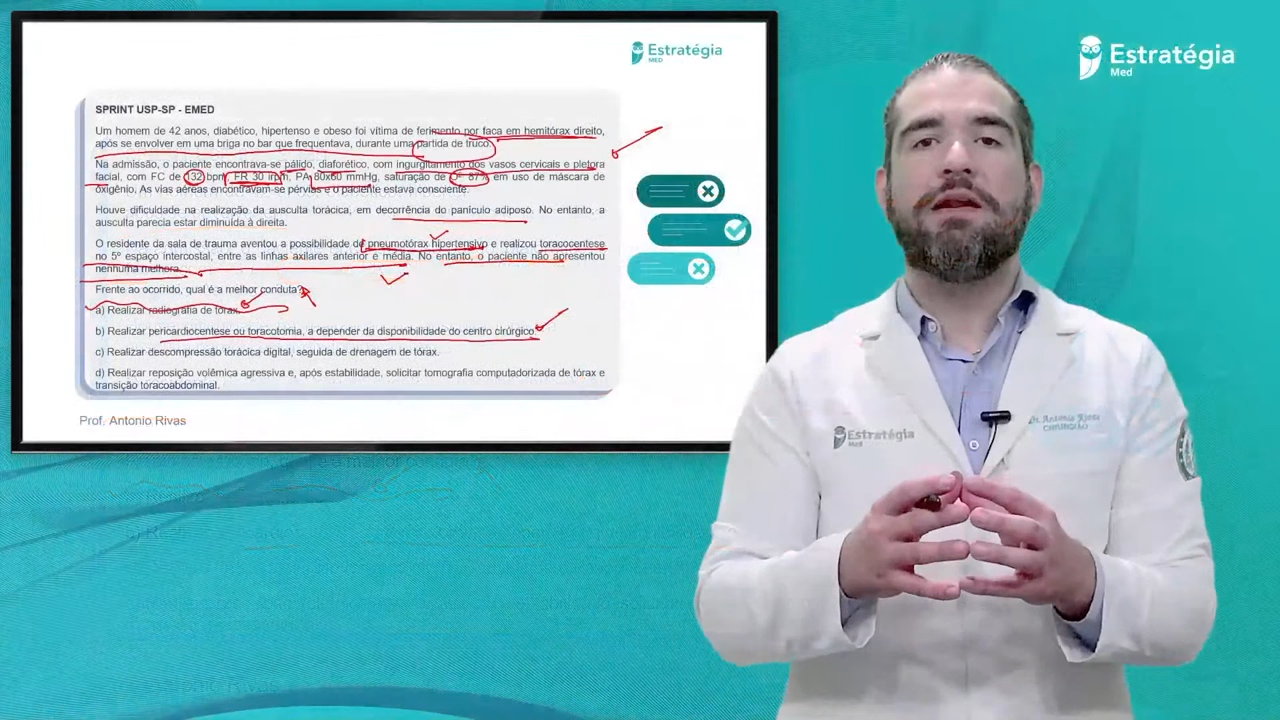 Estratégia
MED
SPRINT USP-SP - EMED
Um homem de 42 anos, diabético, hipertenso e obeso foi vítima de ferimento por faca em hemitórax direito,
após se envolver em uma briga no bar que frequentava, durante uma partida de truco.
Na admissão, o paciente encontrava-se pálido, diaforético, com ingurgitamento dos vasos cervicais e pletora
facial, com FC de 132 bpm, FR 30 irpm, PA 80x60 mmHg, saturação de O² 87% em uso de máscara de
oxigênio. As vias aéreas encontravam-se pérvias e o paciente estava consciente.
Houve dificuldade na realização da ausculta torácica, em decorrência do panículo adiposo. No entanto, a
ausculta parecia estar diminuída à direita.
O residente da sala de trauma aventou a possibilidade de pneumotórax hipertensivo e realizou toracocentese
no 5º espaço intercostal, entre as linhas axilares anterior e média. No entanto, o paciente não apresentou
nenhuma melhora.
Frente ao ocorrido, qual é a melhor conduta?
a) Realizar radiografia de tórax.
b) Realizar pericardiocentese ou toracotomia, a depender da disponibilidade do centro cirúrgico.
c) Realizar descompressão torácica digital, seguida de drenagem de tórax.
d) Realizar reposição volêmica agressiva e, após estabilidade, solicitar tomografia computadorizada de tórax e
transição toracoabdominal.
Prof. Antonio Rivas
Estratégia
Med
Estratégia
Med
CIRURGIÃO